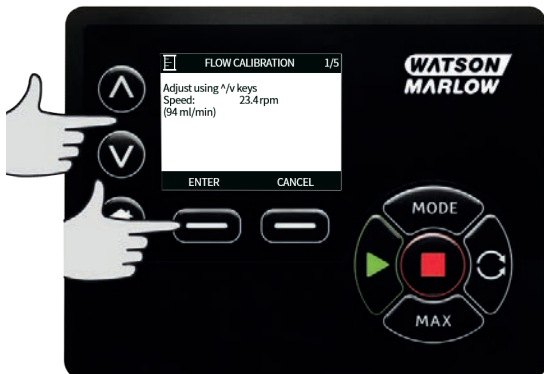 FLOW CALIBRATION 1/5
Adjust using ^/v keys
Speed: 23.4 rpm
(94 ml/min)
ENTER CANCEL
WATSON
MARLOW
MODE
MAX